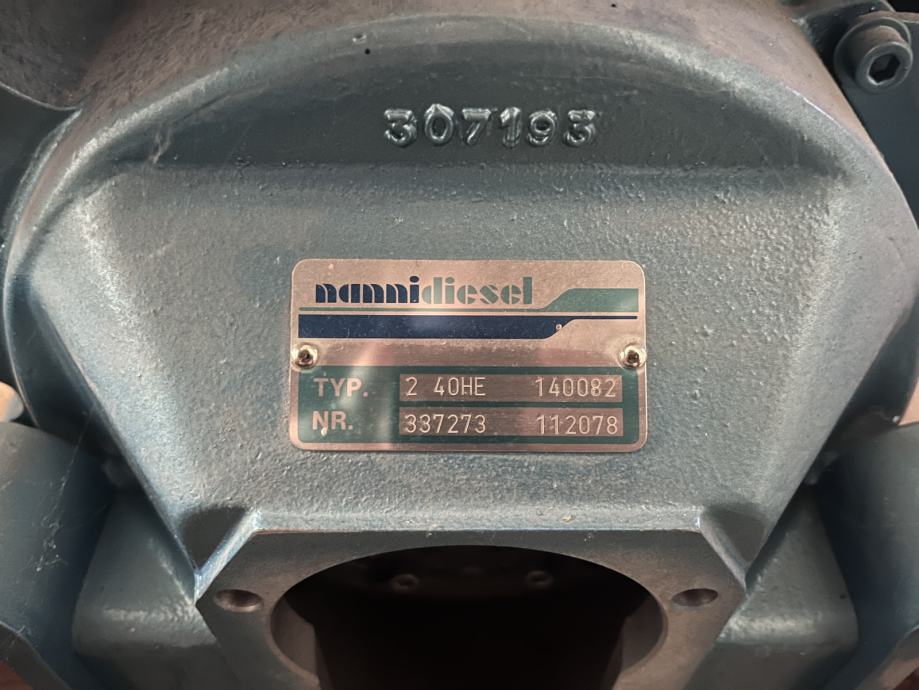 307193
nannidiesel
TYP. 2 40HE 140082
NR. 337273 112078